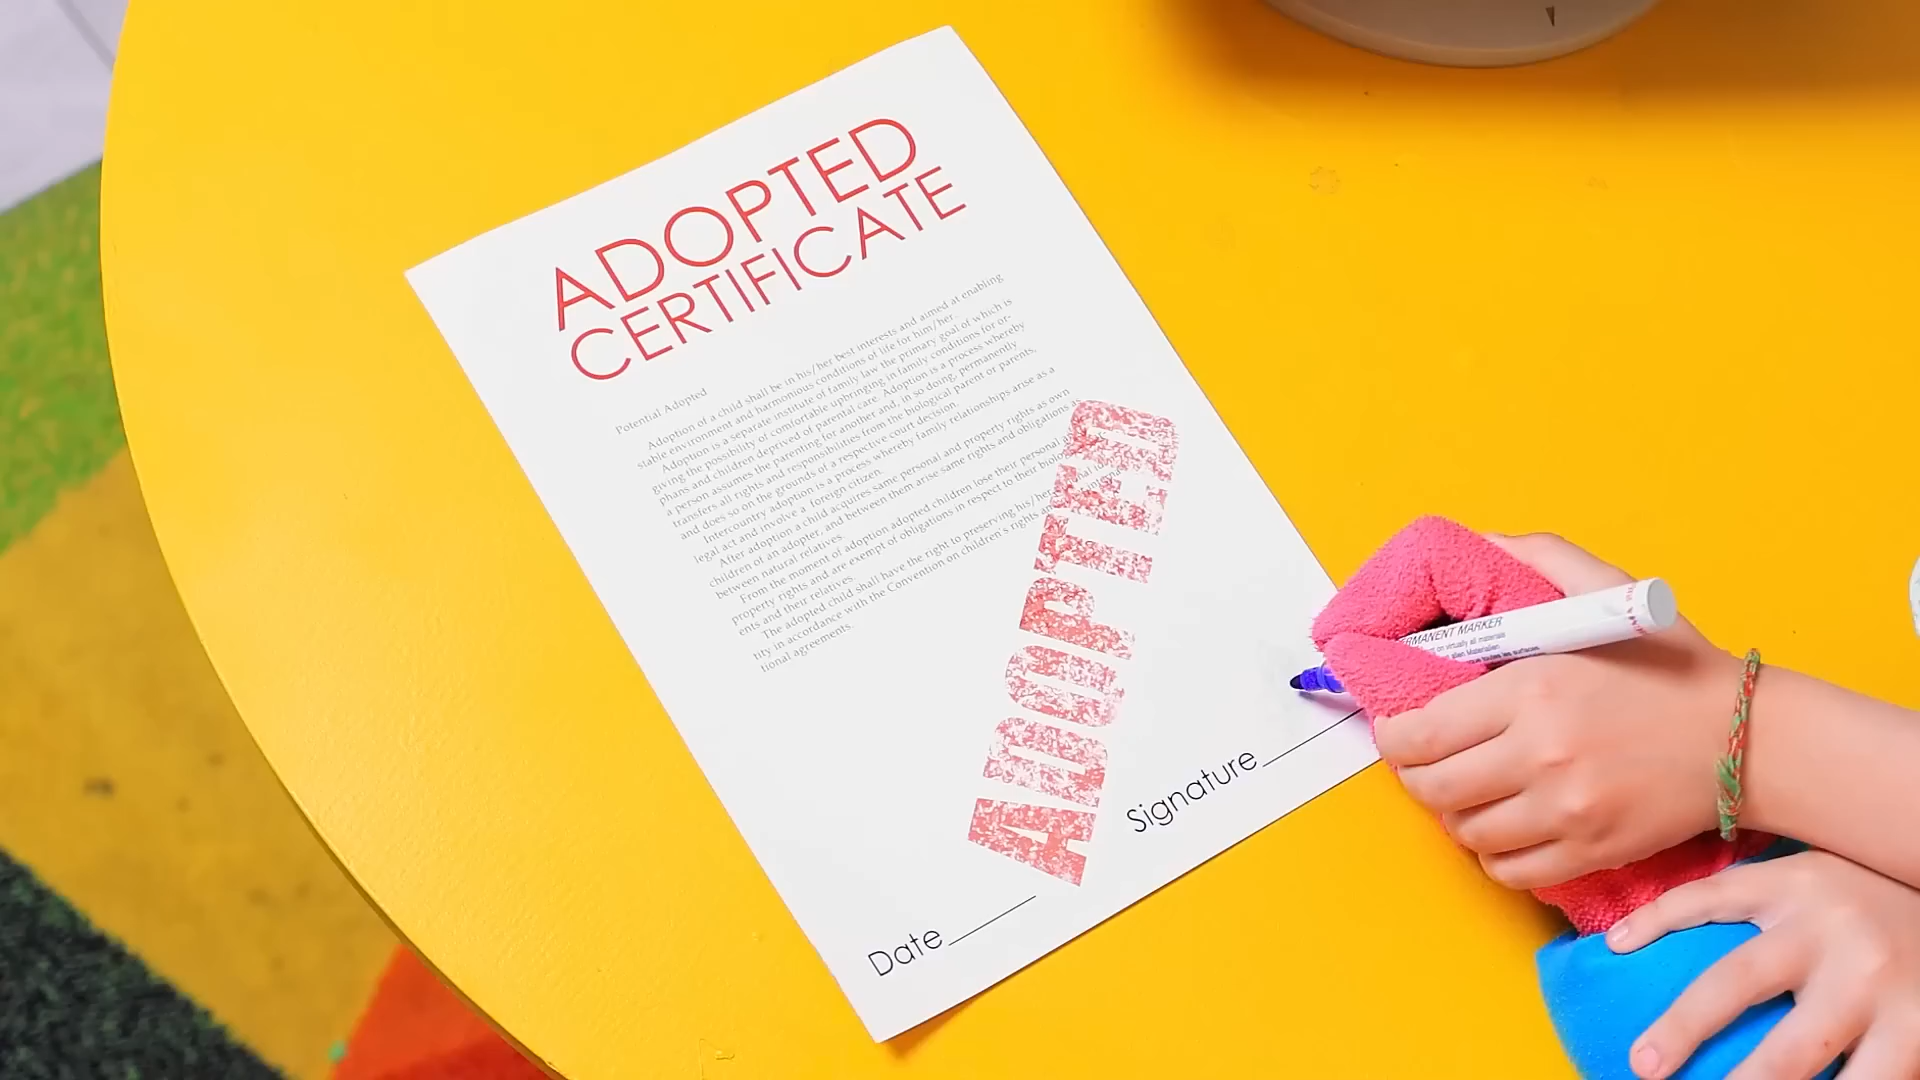 ADOPTED
CERTIFICATE
Potential Adopted
Adoption of a child shall be in his/her best interests and aimed at enabling
stable environment and harmonious conditions of life for him/her.
Adoption is a separate institute of family law the primary goal of which is
giving the possibility of comfortable upbringing in family conditions for or-
phans and children deprived of parental care. Adoption is a process whereby
a person assumes the parenting for another and, in so doing, permanently
transfers all rights and responsibilities from the biological parent or parents,
and does so on the grounds of a respective court decision.
Intercountry adoption is a process whereby family relationships arise as a
legal act and involve a foreign citizen.
After adoption a child acquires same personal and property rights as own
children of an adopter, and between them arise same rights and obligations as
between natural relatives.
From the moment of adoption adopted children lose their personal
property rights and are exempt of obligations in respect to their
ents and their relatives.
The adopted child shall have the right to preserving his/her
tity in accordance with the Convention on children's rights
tional agreements.
ADOPTED
Date
Signature
PERMANENT MARKER